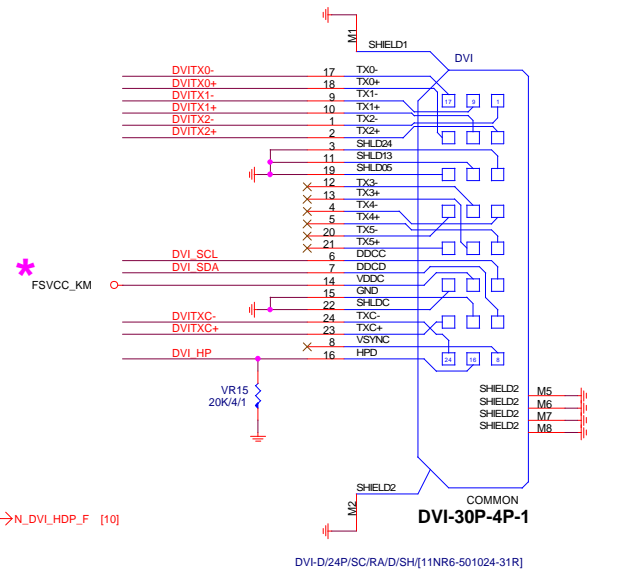 M1
SHIELD1
DVI
DVITX0- 17 TX0-
DVITX0+ 18 TX0+
DVITX1- 9 TX1-
DVITX1+ 10 TX1+
DVITX2- 1 TX2-
DVITX2+ 2 TX2+
3 SHLD24
11 SHLD13
19 SHLD05
12 TX3-
13 TX3+
4 TX4-
5 TX4+
20 TX5-
21 TX5+
DVI_SCL 6 DDCC
DVI_SDA 7 DDCD
* FSVCC_KM 14 VDDC
15 GND
22 SHLDC
DVITXC- 24 TXC-
DVITXC+ 23 TXC+
8 VSYNC
DVI_HP 16 HPD
17 9 1
24 16 8
VR15
20K/4/1
SHIELD2 M5
SHIELD2 M6
SHIELD2 M7
SHIELD2 M8
SHIELD2
M2
COMMON
DVI-30P-4P-1
N_DVI_HDP_F [10]
DVI-D/24P/SC/RA/D/SH/[11NR6-501024-31R]